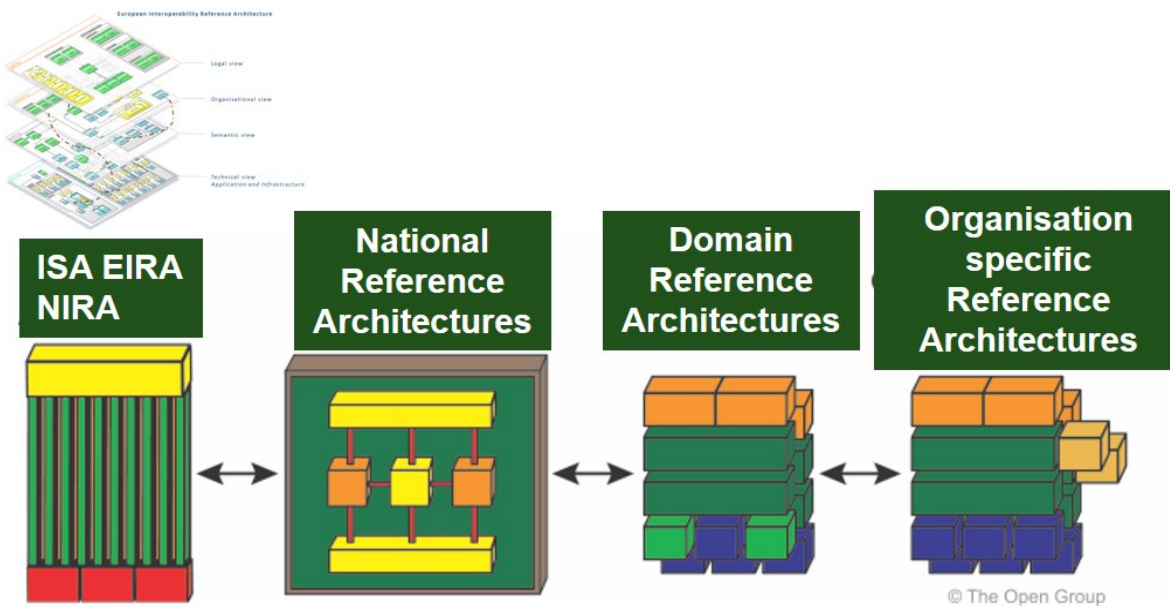 European Interoperability Reference Architecture
Legal view
Organisational view
Semantic view
Technical view
Application and Infrastructure
ISA EIRA
NIRA
National
Reference
Architectures
Domain
Reference
Architectures
Organisation
specific
Reference
Architectures
© The Open Group